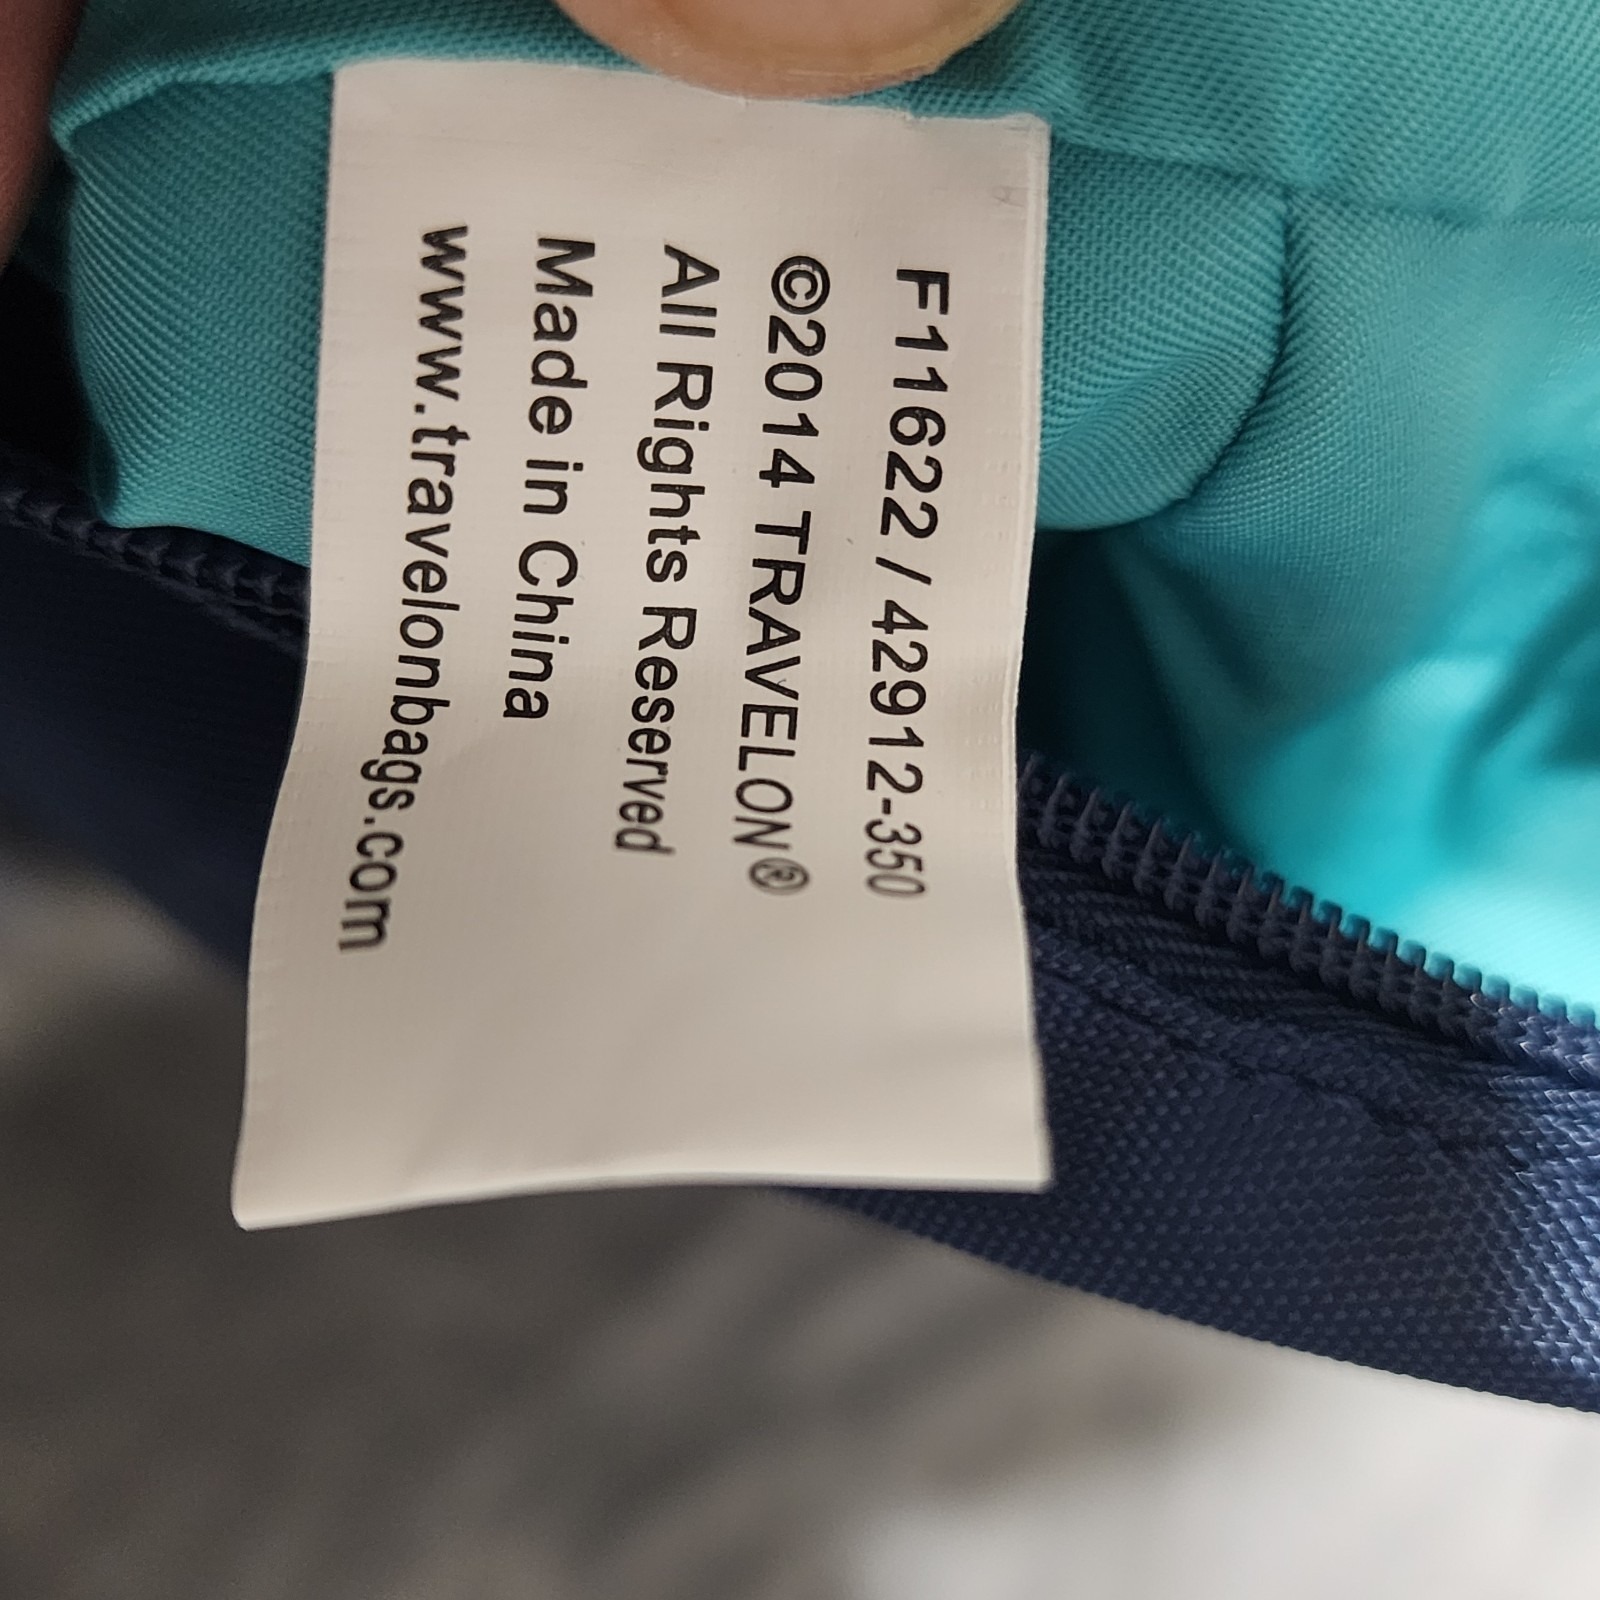 F11622 / 42912-350
©2014 TRAVELON®
All Rights Reserved
Made in China
www.travelonbags.com